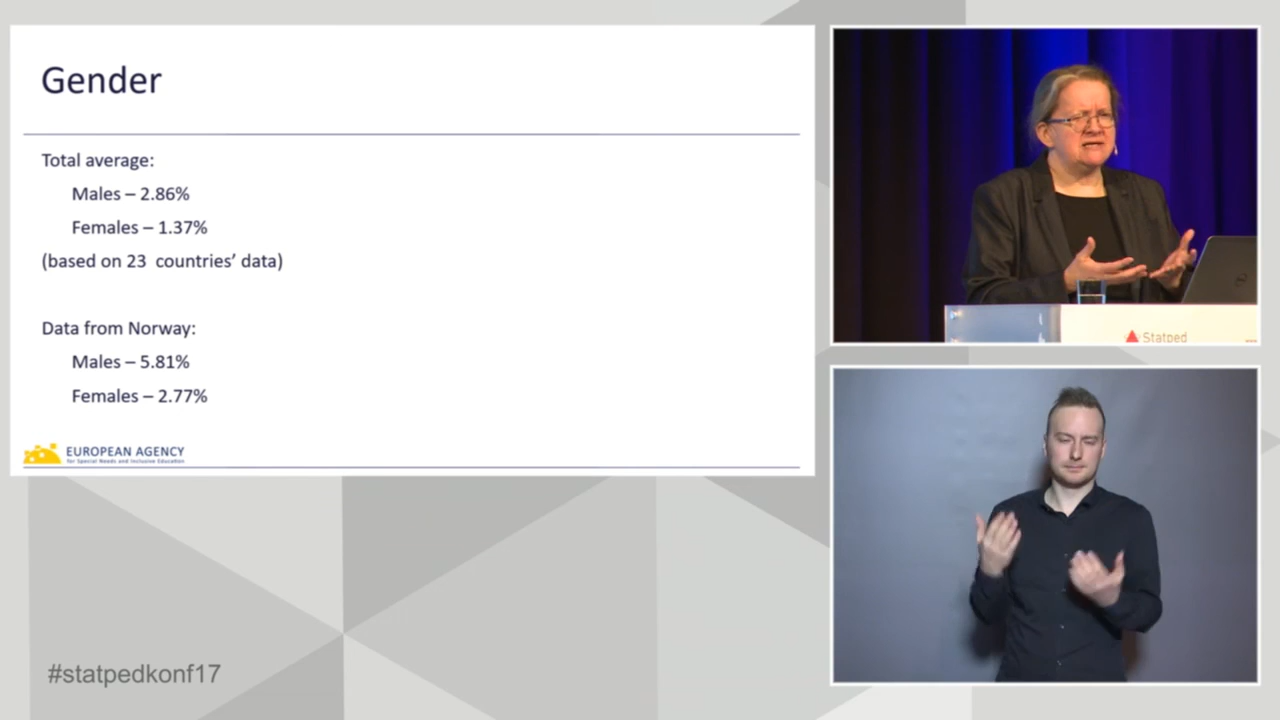 Gender
Total average:
Males – 2.86%
Females – 1.37%
(based on 23 countries’ data)
Data from Norway:
Males – 5.81%
Females – 2.77%
EUROPEAN AGENCY
for Special Needs and Inclusive Education
Statped
#statpedkonf17